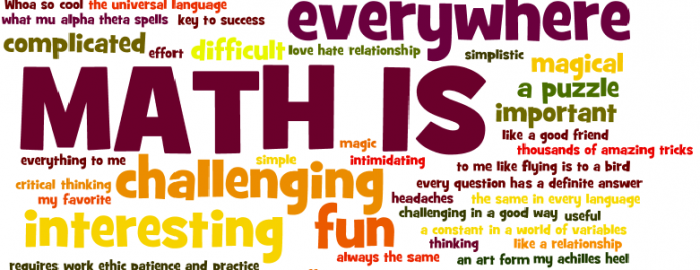 Whoa so cool the universal language
everywhere
what mu alpha theta spells key to success
complicated effort difficult love hate relationship simplistic
magical
a puzzle
MATH IS important
like a good friend
magic thousands of amazing tricks
everything to me simple intimidating to me like flying is to a bird
critical thinking challenging every question has a definite answer
my favorite headaches the same in every language
interesting fun challenging in a good way useful
a constant in a world of variables
thinking like a relationship
always the same an art form my achilles heel
requires work ethic patience and practice